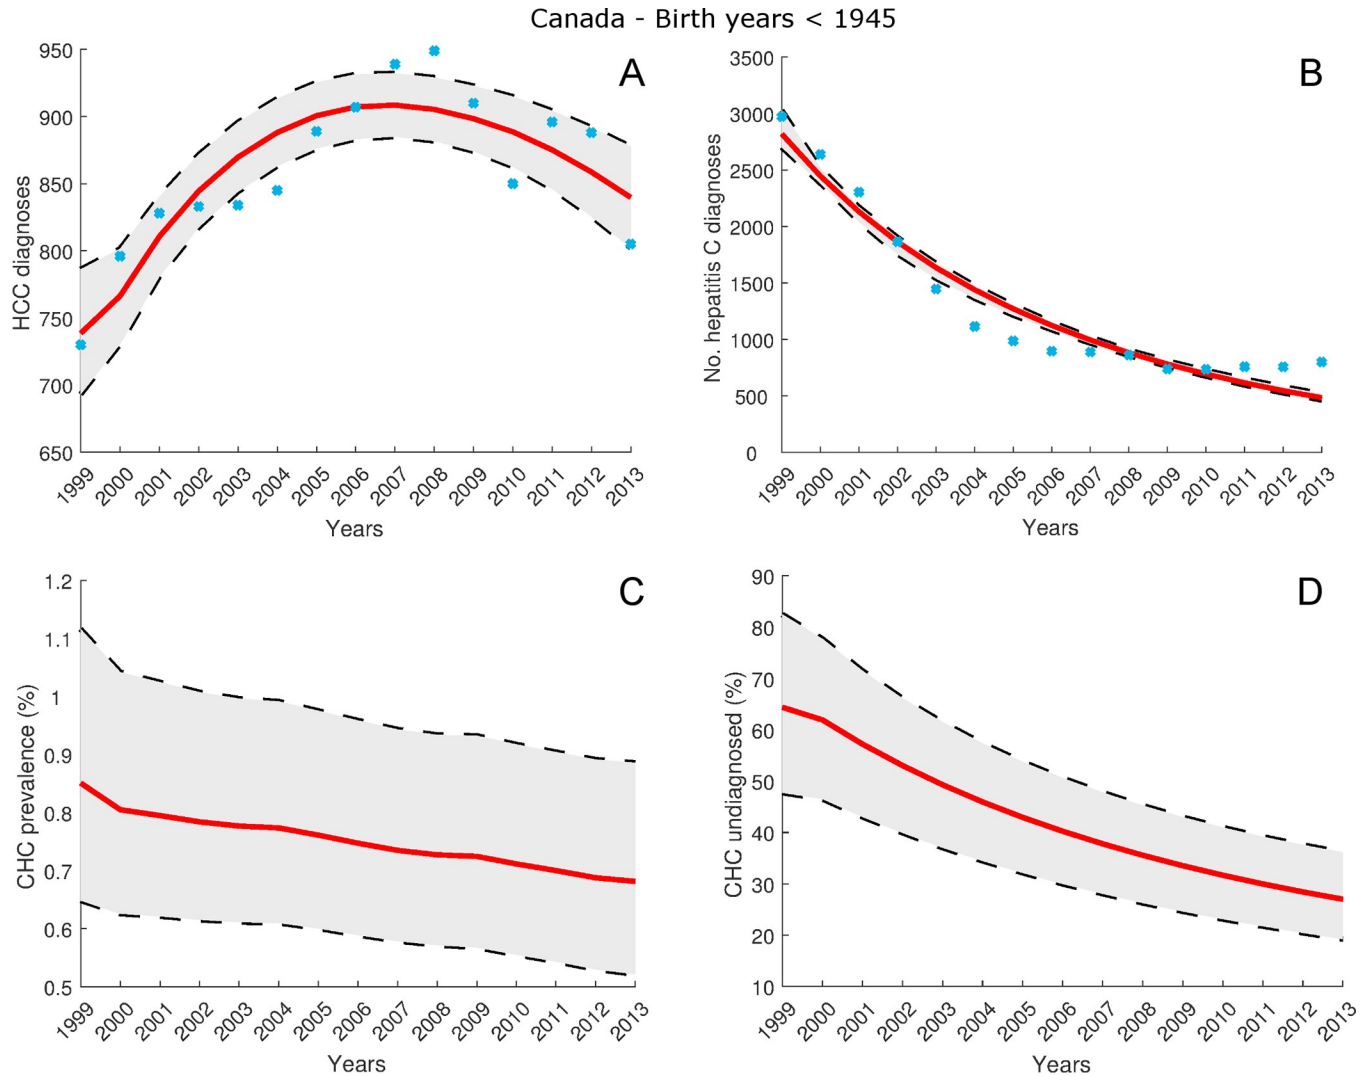 Canada - Birth years < 1945
A
950
900
850
800
750
700
650
HCC diagnoses
1999 2000 2001 2002 2003 2004 2005 2006 2007 2008 2009 2010 2011 2012 2013
Years
B
3500
3000
2500
2000
1500
1000
500
0
No. hepatitis C diagnoses
1999 2000 2001 2002 2003 2004 2005 2006 2007 2008 2009 2010 2011 2012 2013
Years
C
1.2
1.1
1
0.9
0.8
0.7
0.6
0.5
CHC prevalence (%)
1999 2000 2001 2002 2003 2004 2005 2006 2007 2008 2009 2010 2011 2012 2013
Years
D
90
80
70
60
50
40
30
20
10
CHC undiagnosed (%)
1999 2000 2001 2002 2003 2004 2005 2006 2007 2008 2009 2010 2011 2012 2013
Years